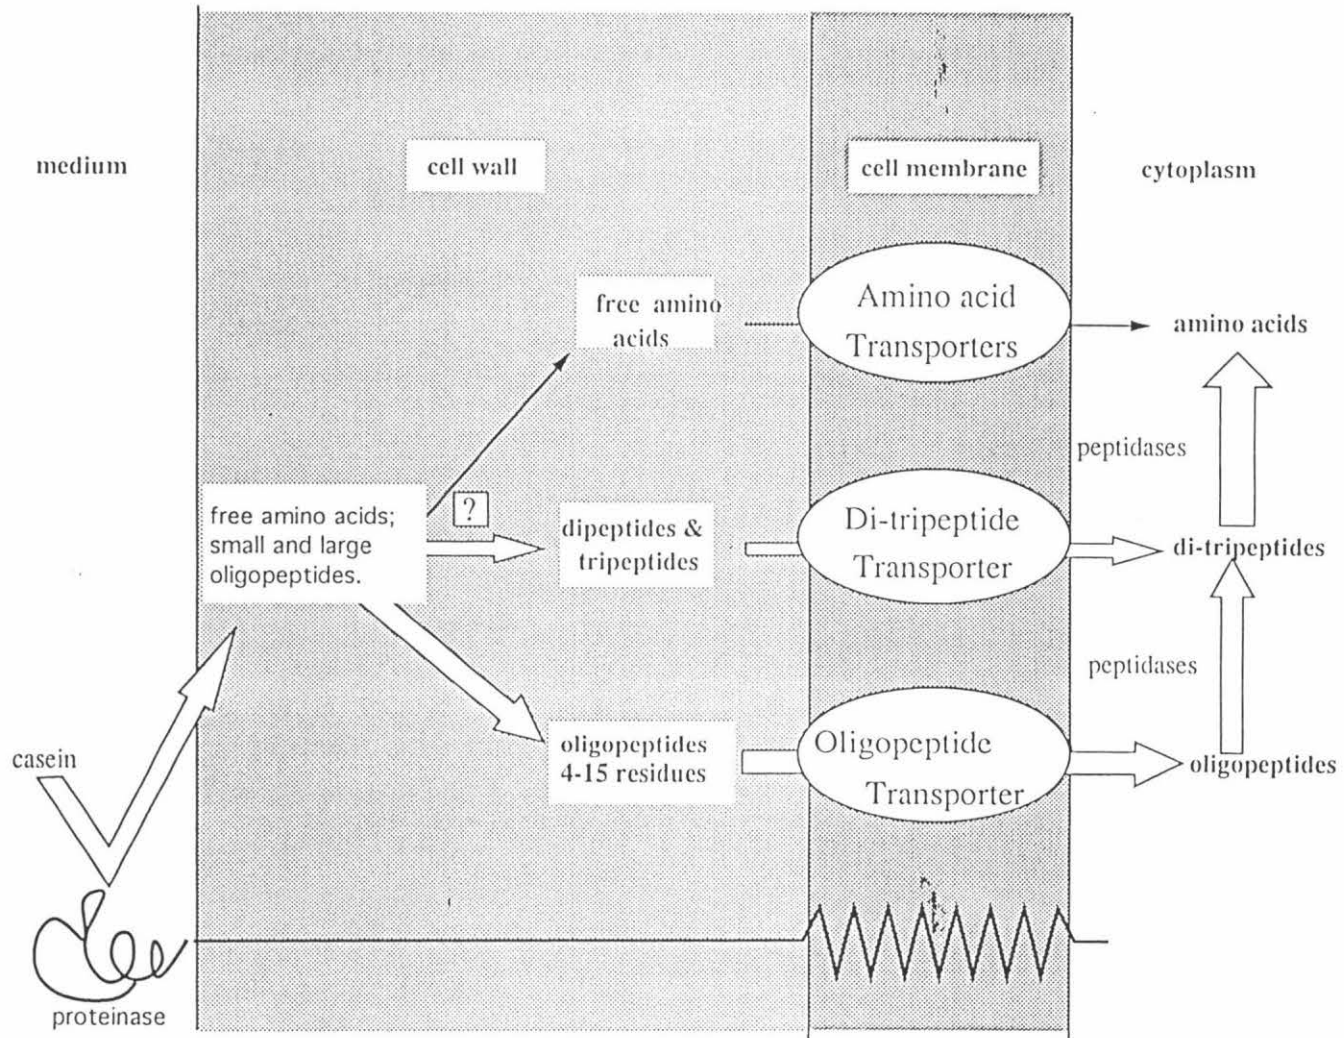 medium
cell wall
cell membrane
cytoplasm
free amino
acids
Amino acid
Transporters
amino acids
peptidases
?
free amino acids;
small and large
oligopeptides.
dipeptides &
tripeptides
Di-tripeptide
Transporter
di-tripeptides
peptidases
casein
oligopeptides
4-15 residues
Oligopeptide
Transporter
oligopeptides
proteinase